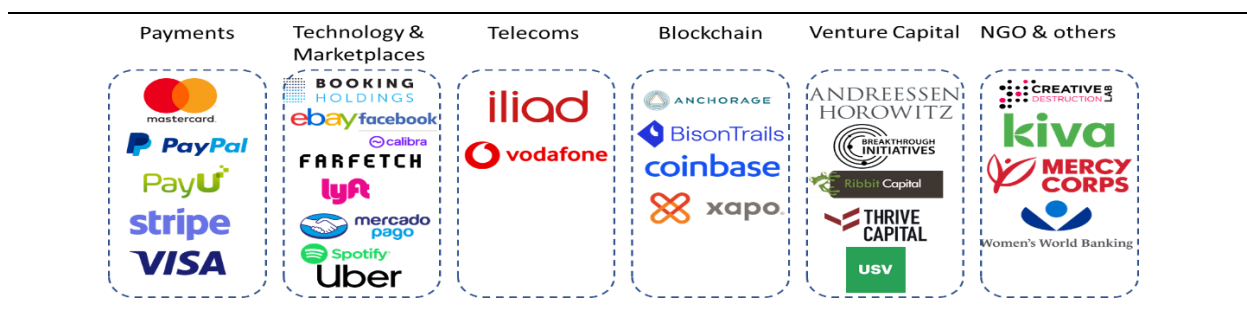 Payments
mastercard.
PayPal
PayU
stripe
VISA
Technology &
Marketplaces
BOOKING
HOLDINGS
ebay facebook
calibra
FARFETCH
lyft
mercado
pago
Spotify
Uber
Telecoms
iliad
vodafone
Blockchain
ANCHORAGE
BisonTrails
coinbase
xapo.
Venture Capital
ANDREESSEN
HOROWITZ
BREAKTHROUGH
INITIATIVES
Ribbit Capital
THRIVE
CAPITAL
USV
NGO & others
CREATIVE
DESTRUCTION
LAB
kiva
MERCY
CORPS
Women's World Banking